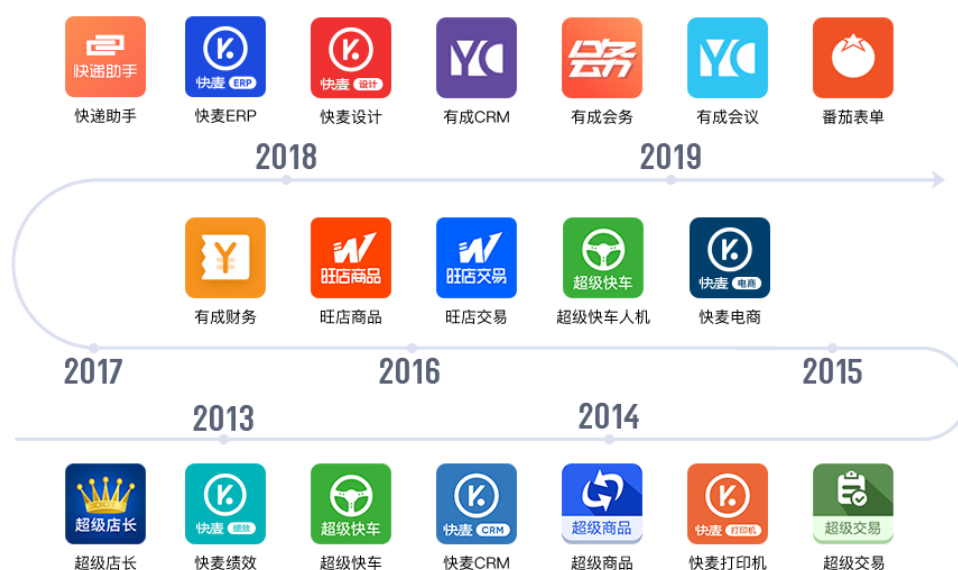 快递助手
快麦 ERP
快麦 设计
YC
会务
YC
快递助手
快麦ERP
快麦设计
有成CRM
有成会务
有成会议
番茄表单
2018
2019
旺店商品
旺店交易
超级快车
快麦 电商
有成财务
旺店商品
旺店交易
超级快车人机
快麦电商
2017
2016
2015
2013
2014
超级店长
快麦 绩效
超级快车
快麦 CRM
超级商品
快麦 打印机
超级交易
超级店长
快麦绩效
超级快车
快麦CRM
超级商品
快麦打印机
超级交易